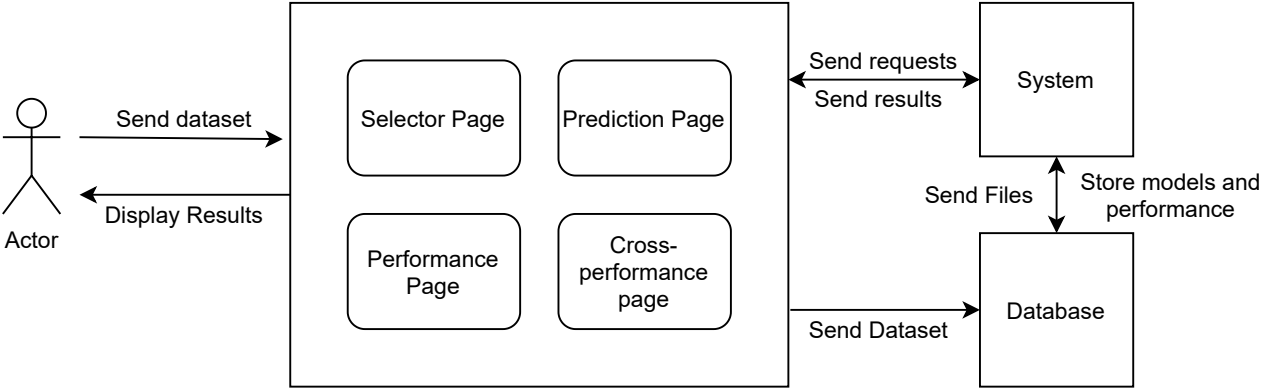 Send dataset
Display Results
Actor
Selector Page
Prediction Page
Performance
Page
Cross-
performance
page
Send requests
Send results
System
Send Files
Store models and
performance
Send Dataset
Database